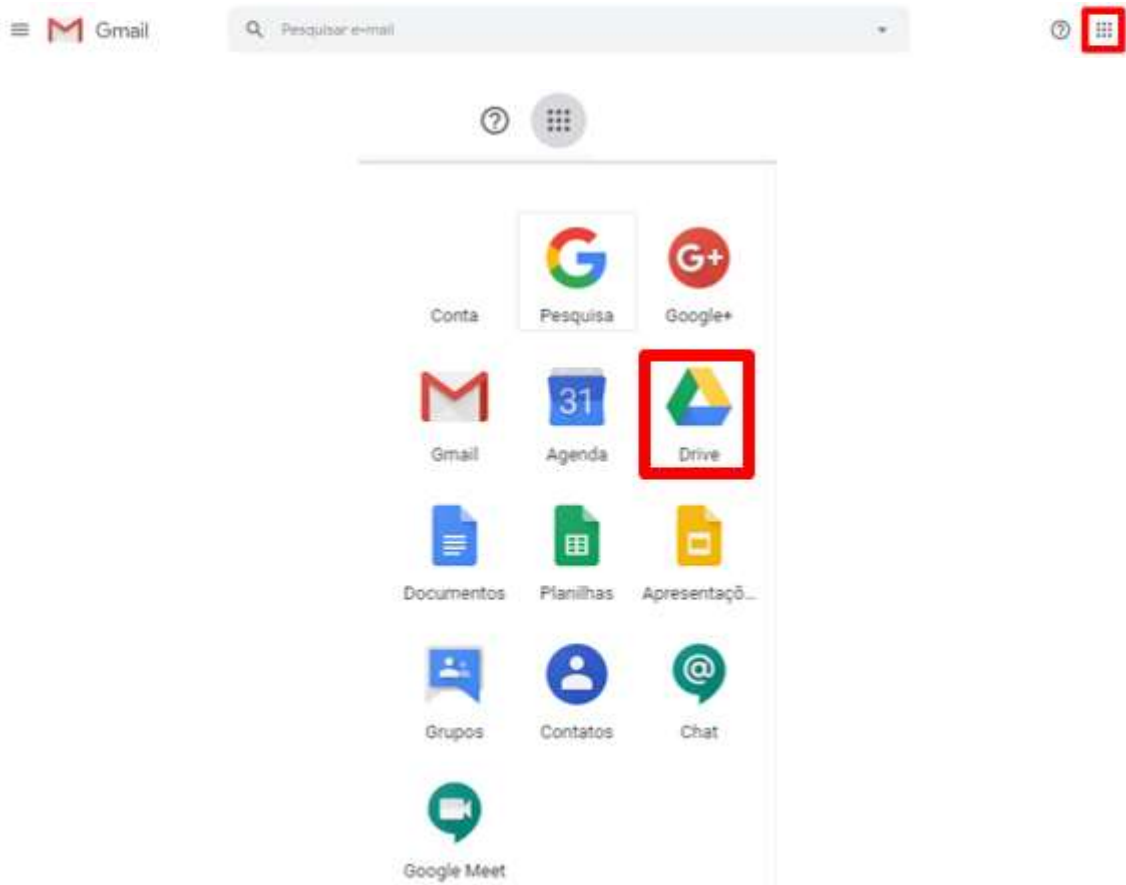 Gmail Pesquisar e-mail
Conta Pesquisa Google+
31
Gmail Agenda Drive
Documentos Planilhas Apresentaçõ...
Grupos Contatos Chat
Google Meet